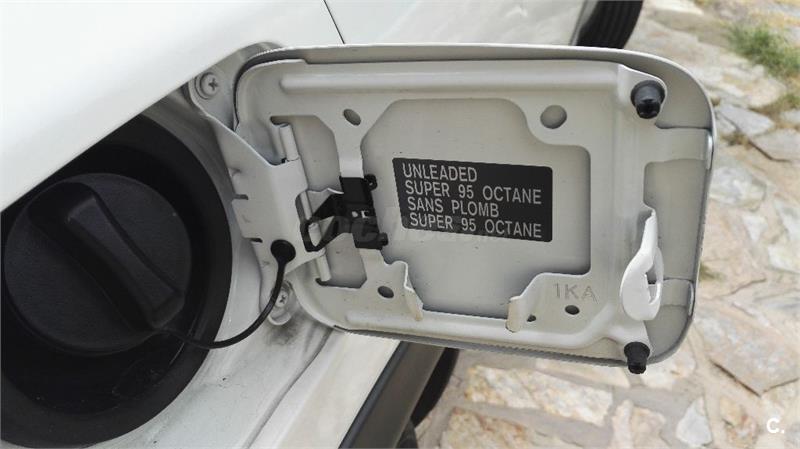 UNLEADED
SUPER 95 OCTANE
SANS PLOMB
SUPER 95 OCTANE
1KA
C.